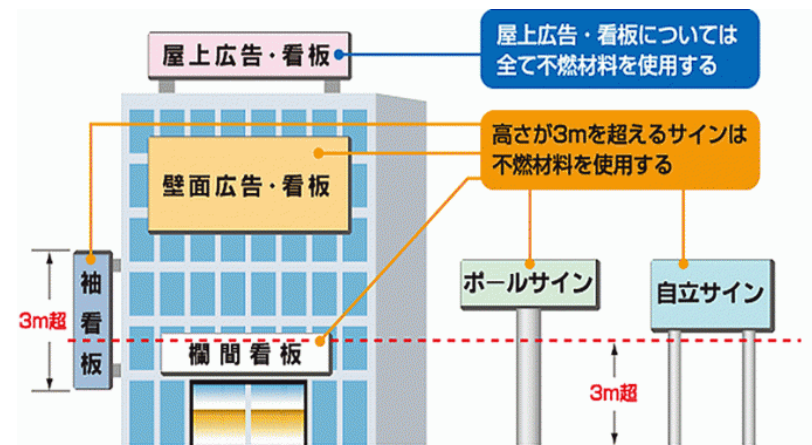 屋上広告・看板
屋上広告・看板については
全て不燃材料を使用する
高さが3mを超えるサインは
不燃材料を使用する
壁面広告・看板
袖看板
3m超
欄間看板
ポールサイン
自立サイン
3m超